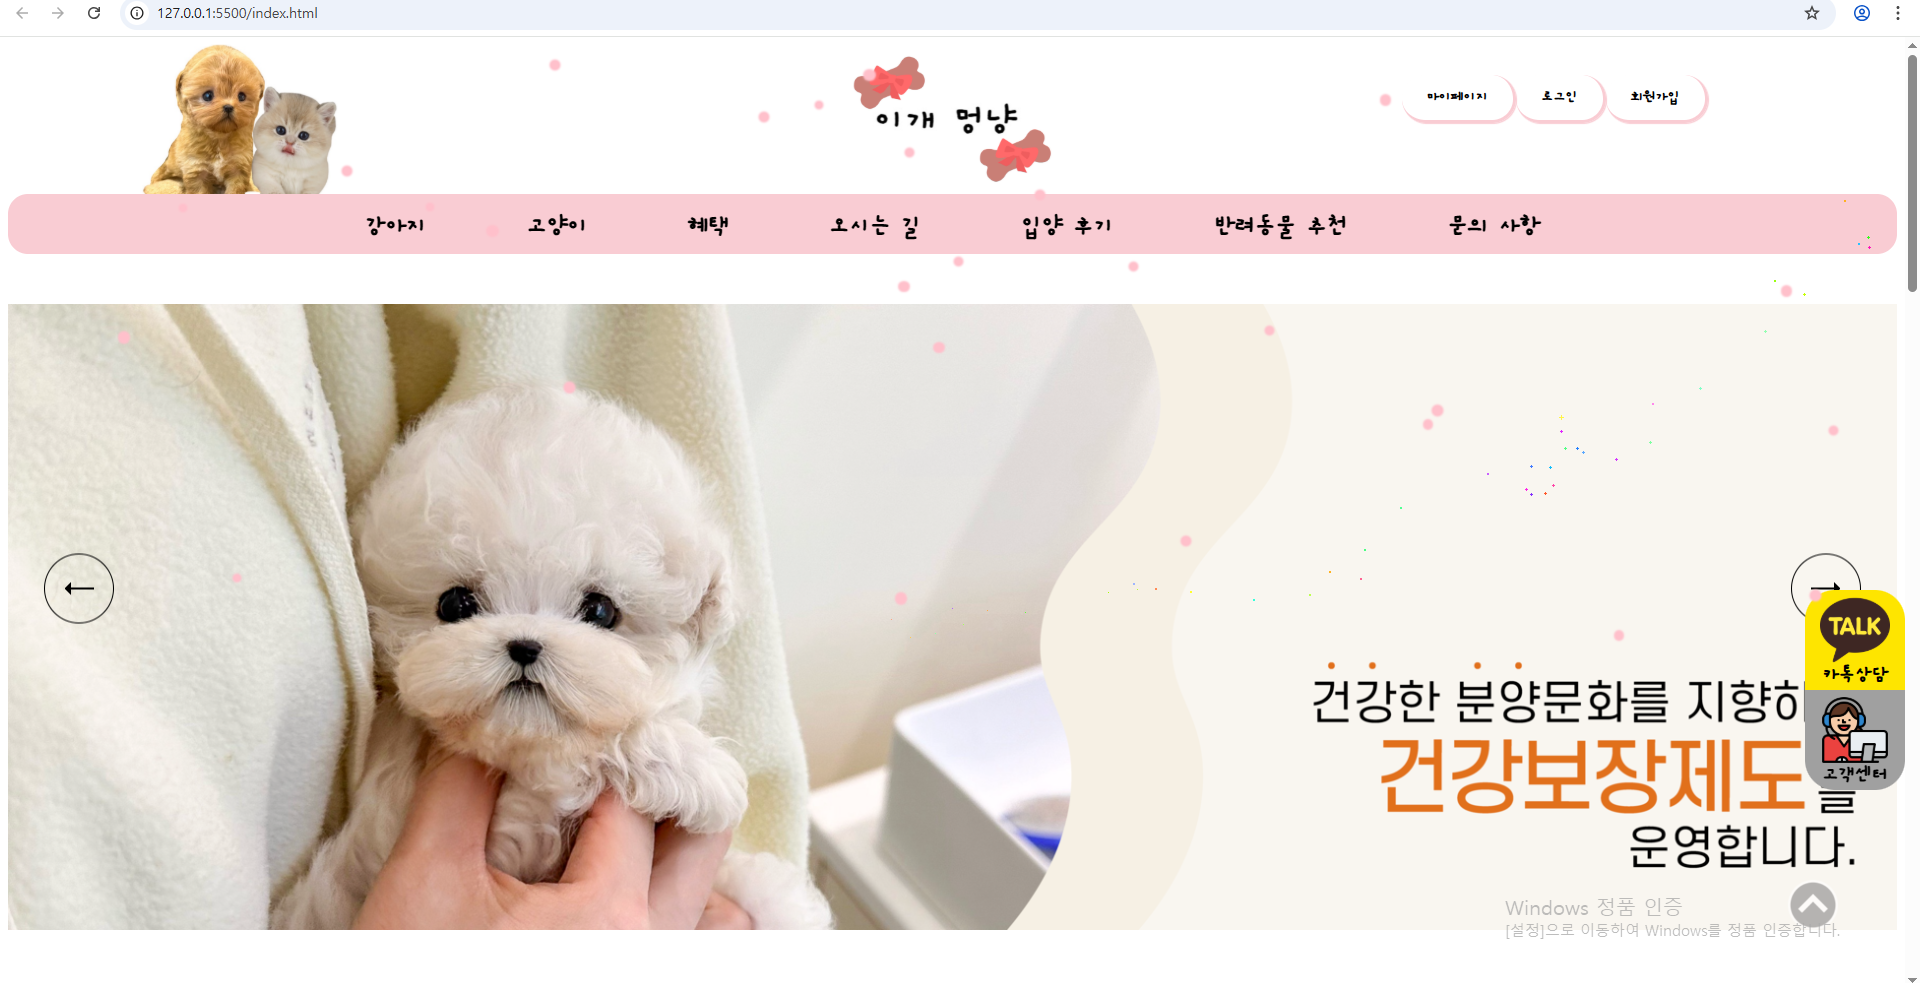 127.0.0.1:5500/index.html
이개 멍냥
마이페이지 로그인 회원가입
강아지 고양이 혜택 오시는 길 입양 후기 반려동물 추천 문의 사항
건강한 분양문화를 지향하
건강보장제도를
운영합니다.
TALK
카톡상담
고객센터
Windows 정품 인증
[설정]으로 이동하여 Windows를 정품 인증합니다.